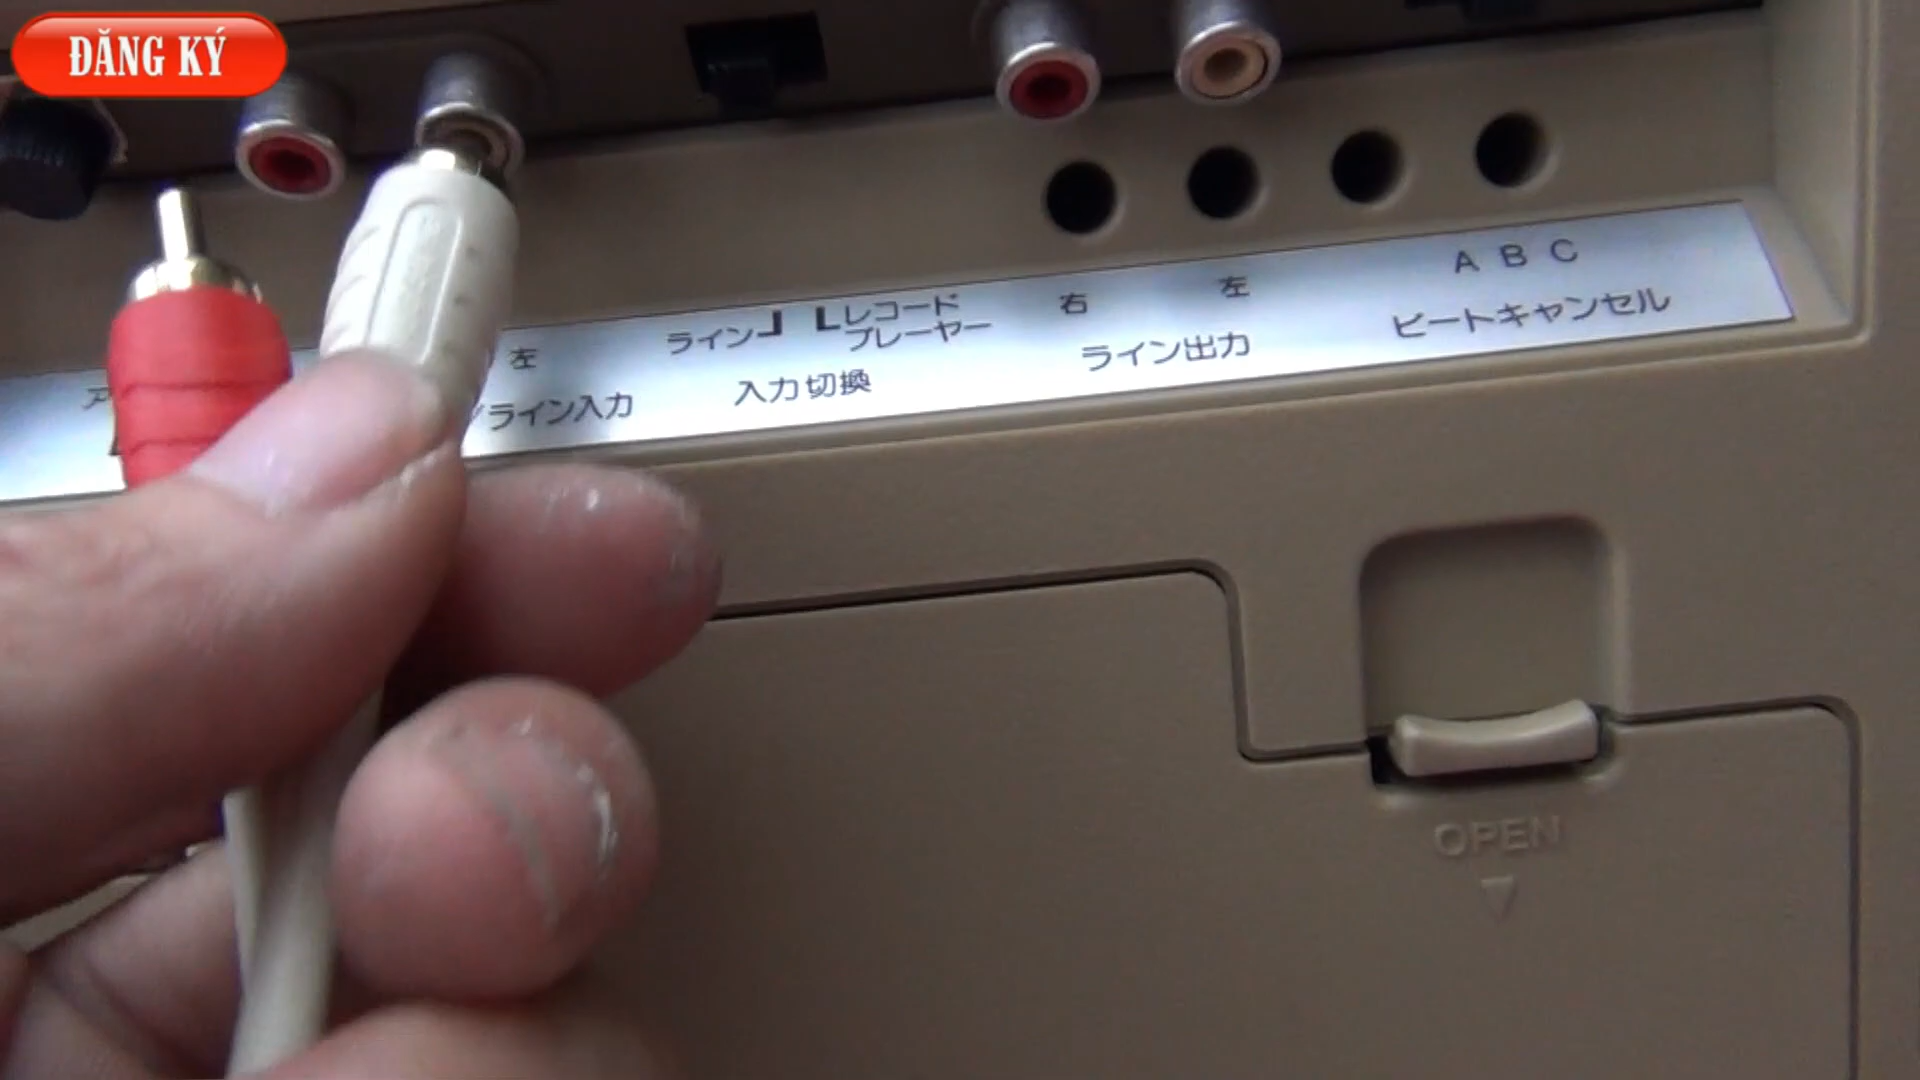 ĐĂNG KÝ
A B C
右 左
ライン レコード
プレーヤー
左
ビートキャンセル
ライン出力
入力切換
ライン入力
OPEN